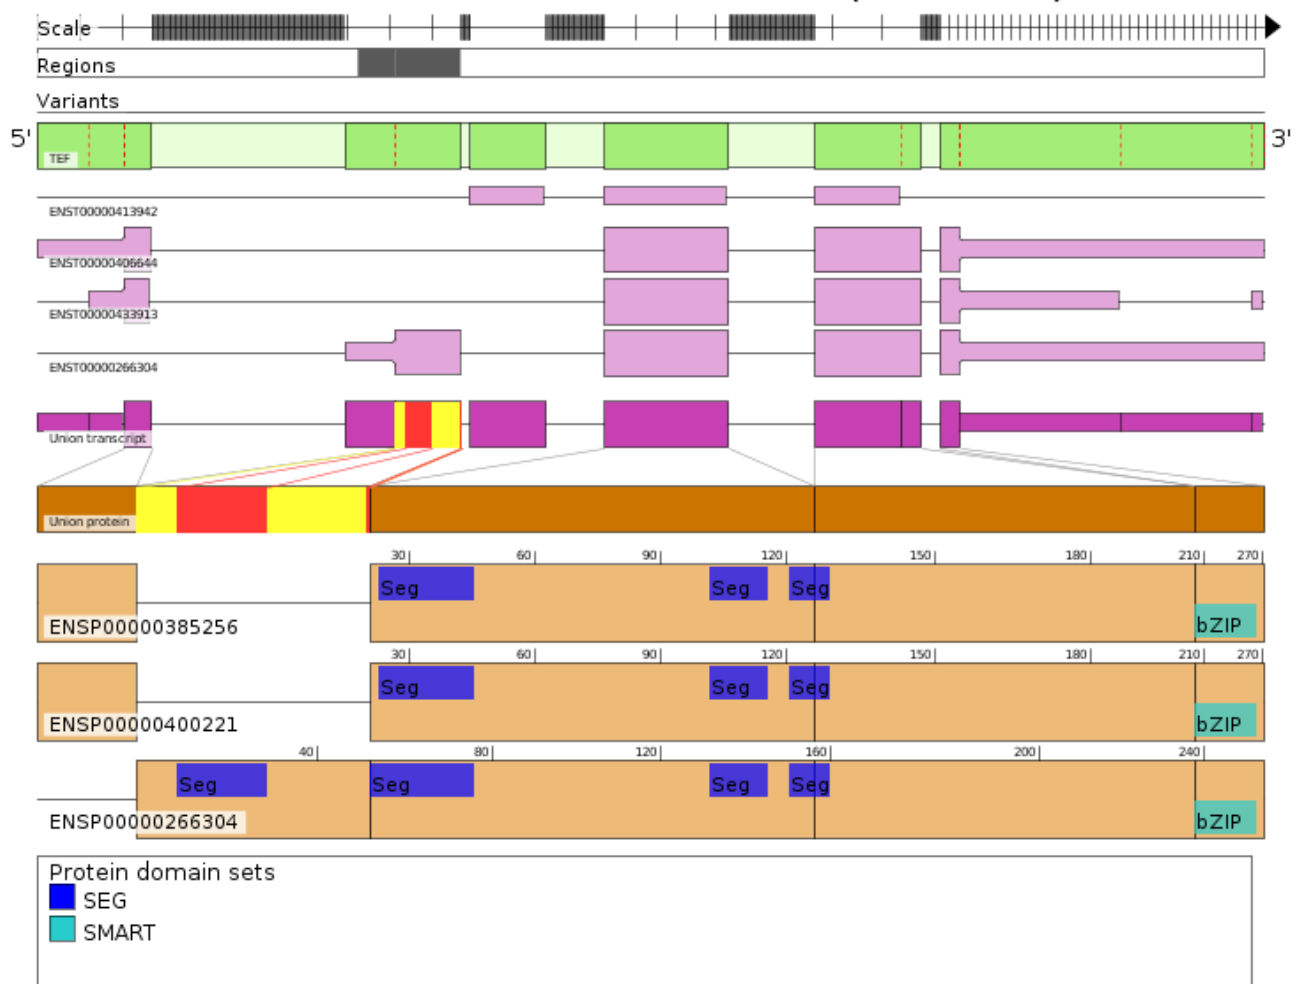 Scale
Regions
Variants
5' 3'
TEF
ENST00000413942
ENST00000406644
ENST00000433913
ENST00000266304
Union transcript
Union protein
30 60 90 120 150 180 210 270
Seg Seg Seg
bZIP
ENSP00000385256
30 60 90 120 150 180 210 270
Seg Seg Seg
bZIP
ENSP00000400221
40 80 120 160 200 240
Seg Seg Seg Seg
bZIP
ENSP00000266304
Protein domain sets
SEG
SMART